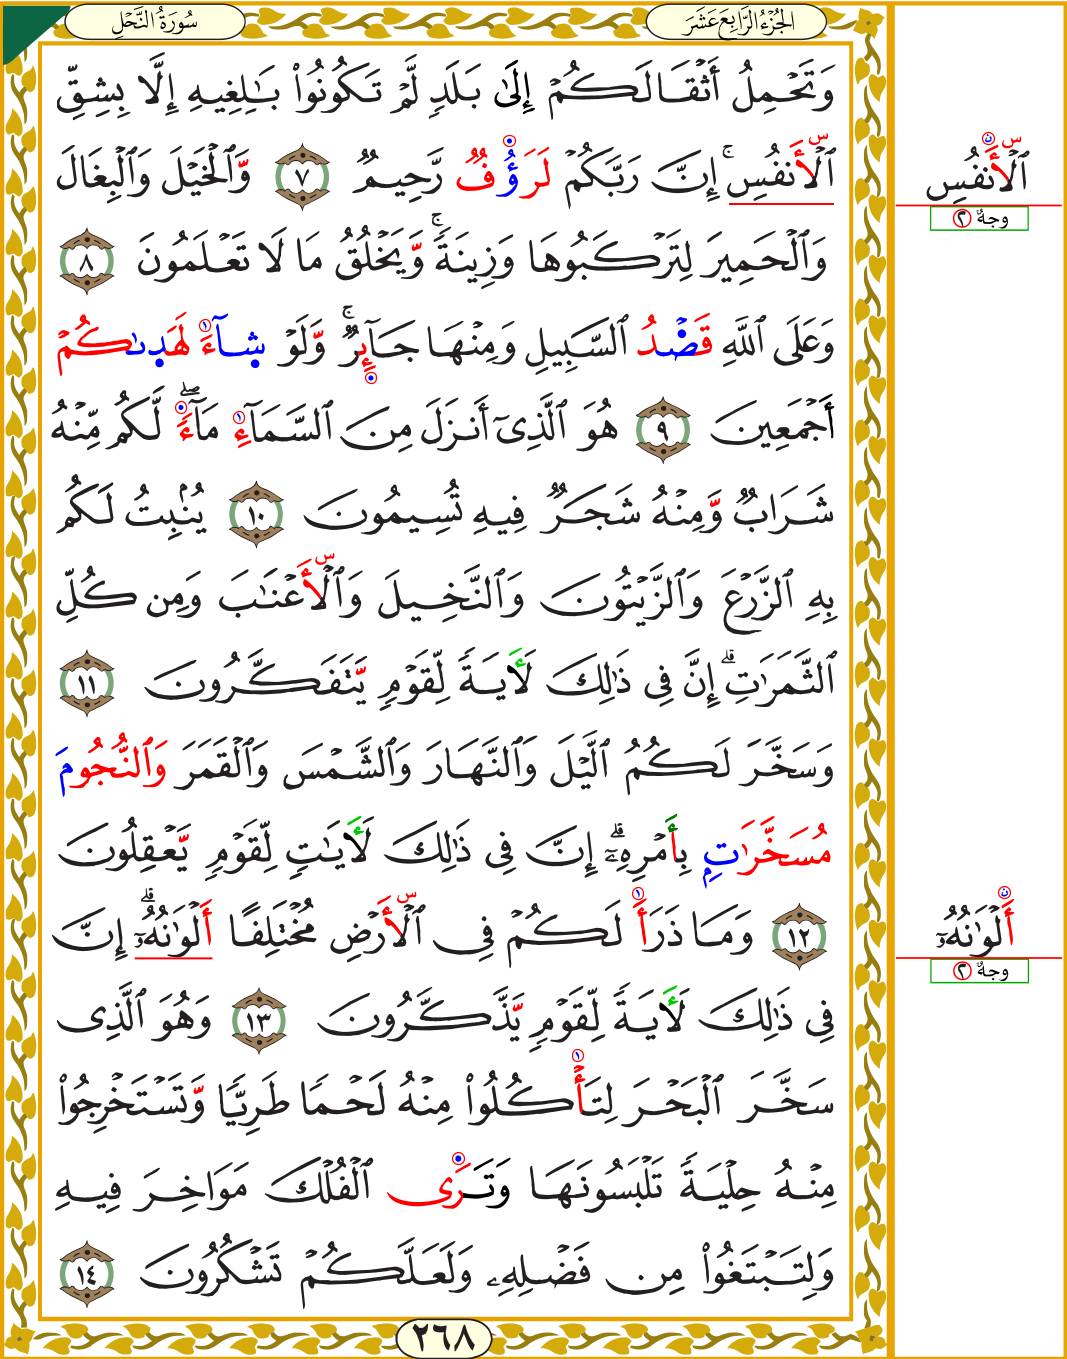 سُورَةُ النَّحْلِ
الجُزْءُ الرَّابِعَ عَشَرَ
وَتَحْمِلُ أَثْقَالَكُمْ إِلَىٰ بَلَدٍ لَّمْ تَكُونُوا۟ بَـٰلِغِيهِ إِلَّا بِشِقِّ
ٱلْأَنفُسِ ۚ إِنَّ رَبَّكُمْ لَرَؤُفٌ رَّحِيمٌ ٧ وَٱلْخَيْلَ وَٱلْبِغَالَ
وَٱلْحَمِيرَ لِتَرْكَبُوهَا وَزِينَةً ۚ وَيَخْلُقُ مَا لَا تَعْلَمُونَ ٨
وَعَلَى ٱللَّهِ قَصْدُ ٱلسَّبِيلِ وَمِنْهَا جَآئِرٌ ۚ وَلَوْ شَآءَ لَهَدَىٰكُمْ
أَجْمَعِينَ ٩ هُوَ ٱلَّذِىٓ أَنزَلَ مِنَ ٱلسَّمَآءِ مَآءً ۖ لَّكُم مِّنْهُ
شَرَابٌ وَمِنْهُ شَجَرٌ فِيهِ تُسِيمُونَ ١٠ يُنۢبِتُ لَكُم
بِهِ ٱلزَّرْعَ وَٱلزَّيْتُونَ وَٱلنَّخِيلَ وَٱلْأَعْنَـٰبَ وَمِن كُلِّ
ٱلثَّمَرَٰتِ ۗ إِنَّ فِى ذَٰلِكَ لَأَيَةً لِّقَوْمٍ يَتَفَكَّرُونَ ١١
وَسَخَّرَ لَكُمُ ٱلَّيْلَ وَٱلنَّهَارَ وَٱلشَّمْسَ وَٱلْقَمَرَ وَٱلنُّجُومَ
مُسَخَّرَٰتٍ بِأَمْرِهِۦٓ ۗ إِنَّ فِى ذَٰلِكَ لَأَيَـٰتٍ لِّقَوْمٍ يَعْقِلُونَ
١٢ وَمَا ذَرَأَ لَكُمْ فِى ٱلْأَرْضِ مُخْتَلِفًا أَلْوَٰنُهُۥٓ ۗ إِنَّ
فِى ذَٰلِكَ لَأَيَةً لِّقَوْمٍ يَذَّكَّرُونَ ١٣ وَهُوَ ٱلَّذِى
سَخَّرَ ٱلْبَحْرَ لِتَأْكُلُوا۟ مِنْهُ لَحْمًا طَرِيًّا وَتَسْتَخْرِجُوا۟
مِنْهُ حِلْيَةً تَلْبَسُونَهَا وَتَرَى ٱلْفُلْكَ مَوَاخِرَ فِيهِ
وَلِتَبْتَغُوا۟ مِن فَضْلِهِۦ وَلَعَلَّكُمْ تَشْكُرُونَ ١٤
٢٦٨
ٱلْأَنفُسِ
وجهٌ ٢
أَلْوَٰنُهُۥٓ
وجهٌ ٢